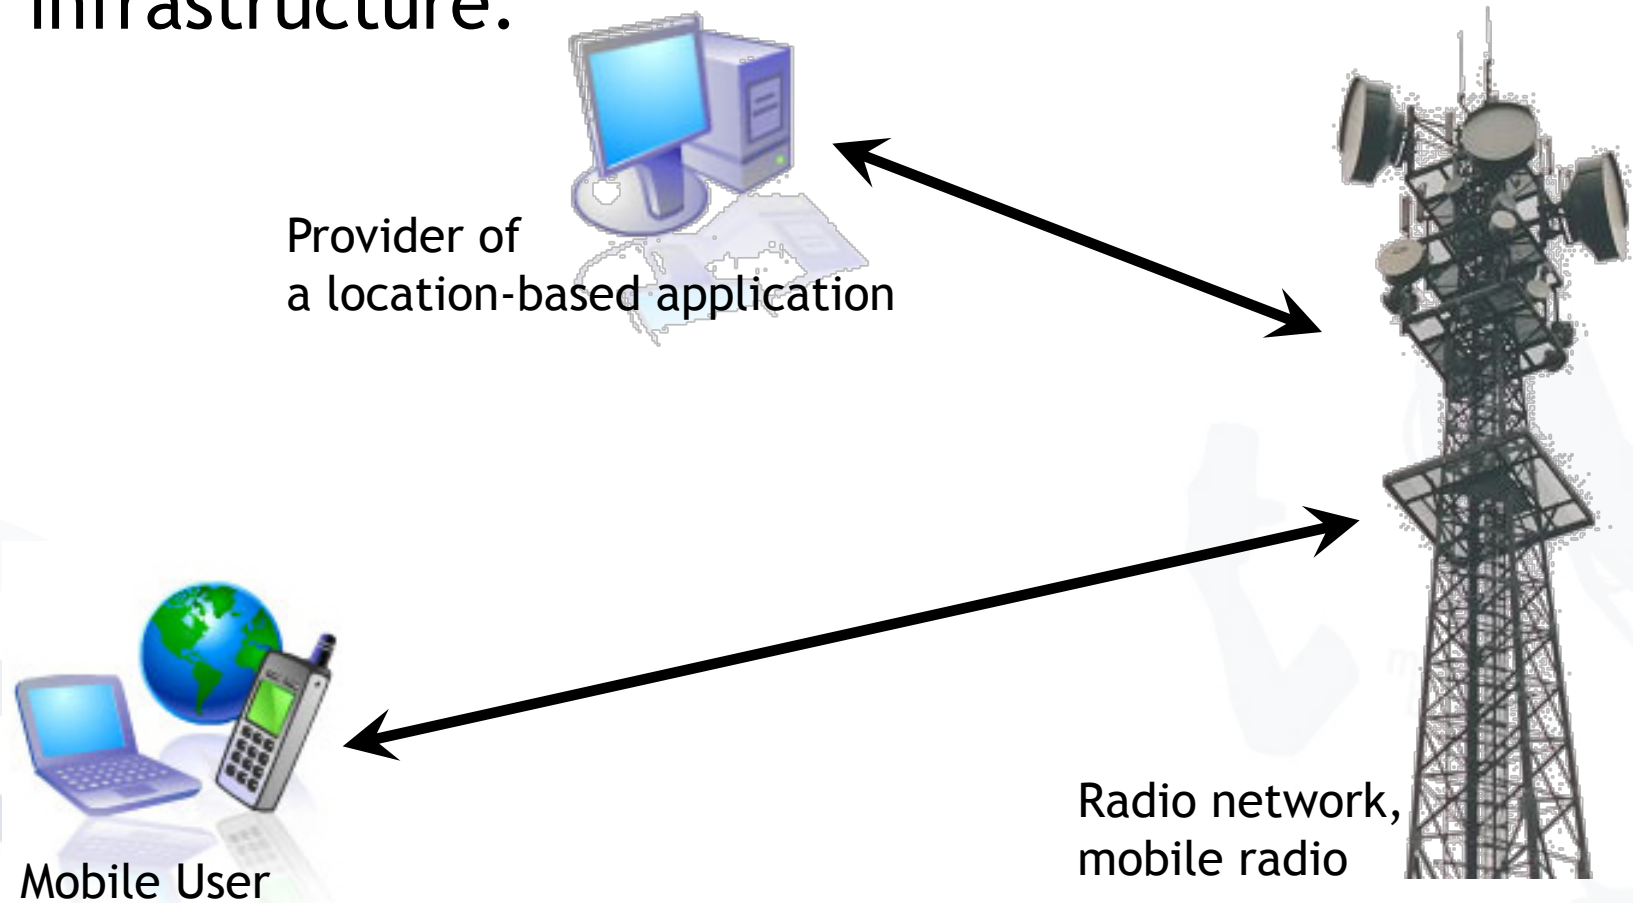 infrastructure.
Provider of
a location-based application
Radio network,
mobile radio
Mobile User